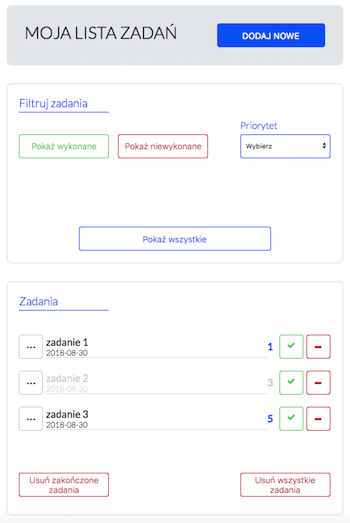 MOJA LISTA ZADAŃ
DODAJ NOWE
Filtruj zadania
Priorytet
Pokaż wykonane
Pokaż niewykonane
Wybierz
Pokaż wszystkie
Zadania
...
zadanie 1
2018-08-30
1
...
zadanie 2
2018-08-30
3
...
zadanie 3
2018-08-30
5
Usuń zakończone
zadania
Usuń wszystkie
zadania